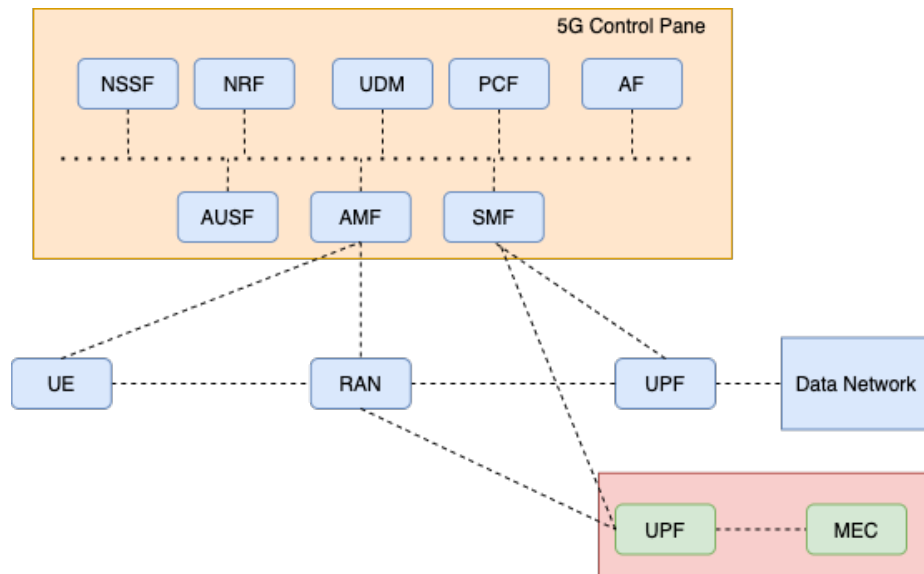 5G Control Pane
NSSF
NRF
UDM
PCF
AF
AUSF
AMF
SMF
UE
RAN
UPF
Data Network
UPF
MEC